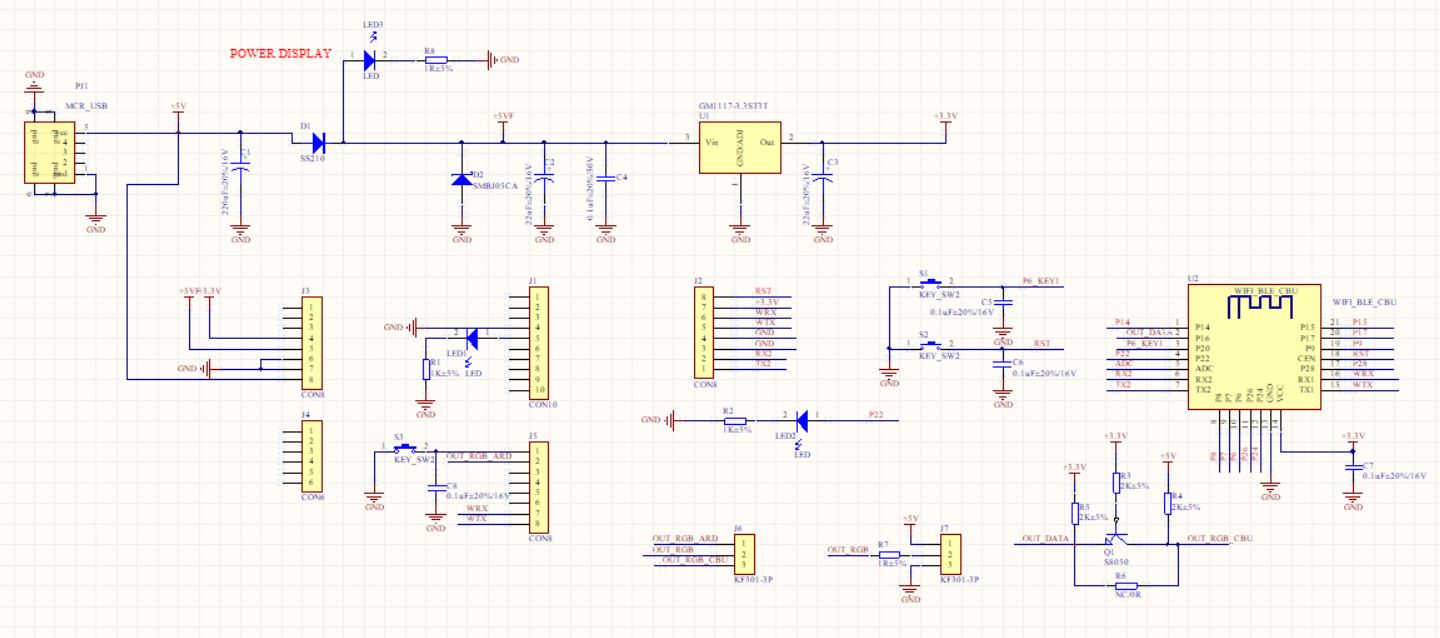 LED3
POWER DISPLAY
1 2
R8
1R±5%
GND
LED
GND
PJ1
MCR_USB
+5V
5
4
3
2
1
GND
220uF±20%/16V
GND
D1
SS210
+5VF
D2
SMBJ05CA
GND
C2
22uF±20%/16V
GND
C4
0.1uF±20%/50V
GND
GM1117-3.3ST3T
U1
3
Vin
GND/ADJ
Out
2
1
GND
C3
22uF±20%/16V
GND
+3.3V
+5VF
+3.3V
J3
1
2
3
4
5
6
7
8
GND
CON8
J1
1
2
3
4
5
6
7
8
9
10
CON10
GND
2 1
LED1
LED
R1
1K±5%
GND
J2
8
7
6
5
4
3
2
1
RST
+3.3V
WRX
WTX
GND
GND
RX2
TX2
CON8
S1
1 2
KEY_SW2
P6_KEY1
C5
0.1uF±20%/16V
GND
S2
1 2
KEY_SW2
RST
C6
0.1uF±20%/16V
GND
GND
U2
WIFI_BLE_CBU
WIFI_BLE_CBU
P14 1 P14
OUT_DATA 2 P16
P6_KEY1 3 P20
P22 4 P22
ADC 5 ADC
RX2 6 RX2
TX2 7 TX2
P15 21 P15
P17 20 P17
P9 19 P9
CEN 18 RST
P28 17 P28
RX1 16 WRX
TX1 15 WTX
P8
P7
P6
P26
P24
GND
VCC
8
9
10
11
12
13
14
P8
P7
P6
P26
P24
GND
+3.3V
C7
0.1uF±20%/16V
GND
J4
1
2
3
4
5
6
CON6
S3
1 2
KEY_SW2
GND
C8
0.1uF±20%/16V
GND
OUT_RGB_ARD
WRX
WTX
J5
1
2
3
4
5
6
7
8
CON8
GND
R2
1K±5%
2 1
LED2
LED
P22
J6
OUT_RGB_ARD
OUT_RGB
OUT_RGB_CBU
1
2
3
KF301-3P
+5V
J7
OUT_RGB
R7
1R±5%
1
2
3
GND
KF301-3P
+3.3V
R5
2K±5%
+3.3V
R3
2K±5%
+5V
R4
2K±5%
OUT_DATA
Q1
S8050
OUT_RGB_CBU
R6
NC/0R